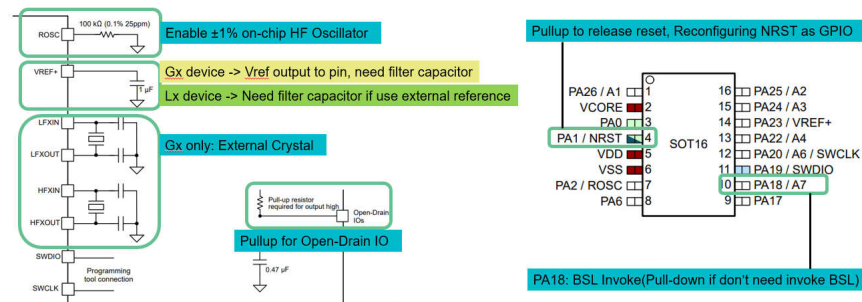 100 kΩ (0.1% 25ppm)
ROSC
Enable ±1% on-chip HF Oscillator
VREF+
1 µF
Gx device -> Vref output to pin, need filter capacitor
Lx device -> Need filter capacitor if use external reference
LFXIN
LFXOUT
Gx only: External Crystal
HFXIN
HFXOUT
SWDIO
SWCLK
Programming
tool connection
Pull-up resistor
required for output high
Open-Drain
IOs
Pullup for Open-Drain IO
0.47 µF
Pullup to release reset, Reconfiguring NRST as GPIO
PA26 / A1 1
VCORE 2
PA0 3
PA1 / NRST 4
VDD 5
VSS 6
PA2 / ROSC 7
PA6 8
SOT16
16 PA25 / A2
15 PA24 / A3
14 PA23 / VREF+
13 PA22 / A4
12 PA20 / A6 / SWCLK
11 PA19 / SWDIO
10 PA18 / A7
9 PA17
PA18: BSL Invoke(Pull-down if don't need invoke BSL)